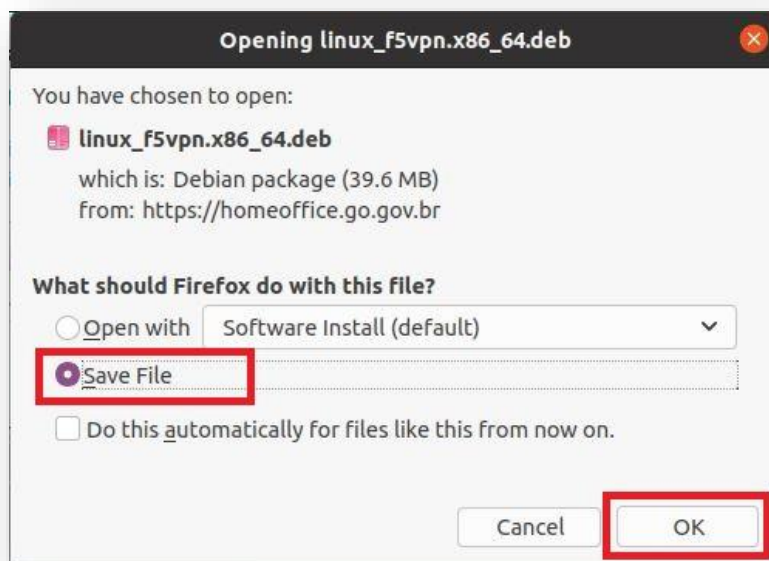 Opening linux_f5vpn.x86_64.deb
You have chosen to open:
linux_f5vpn.x86_64.deb
which is: Debian package (39.6 MB)
from: https://homeoffice.go.gov.br
What should Firefox do with this file?
Open with Software Install (default)
Save File
Do this automatically for files like this from now on.
Cancel OK